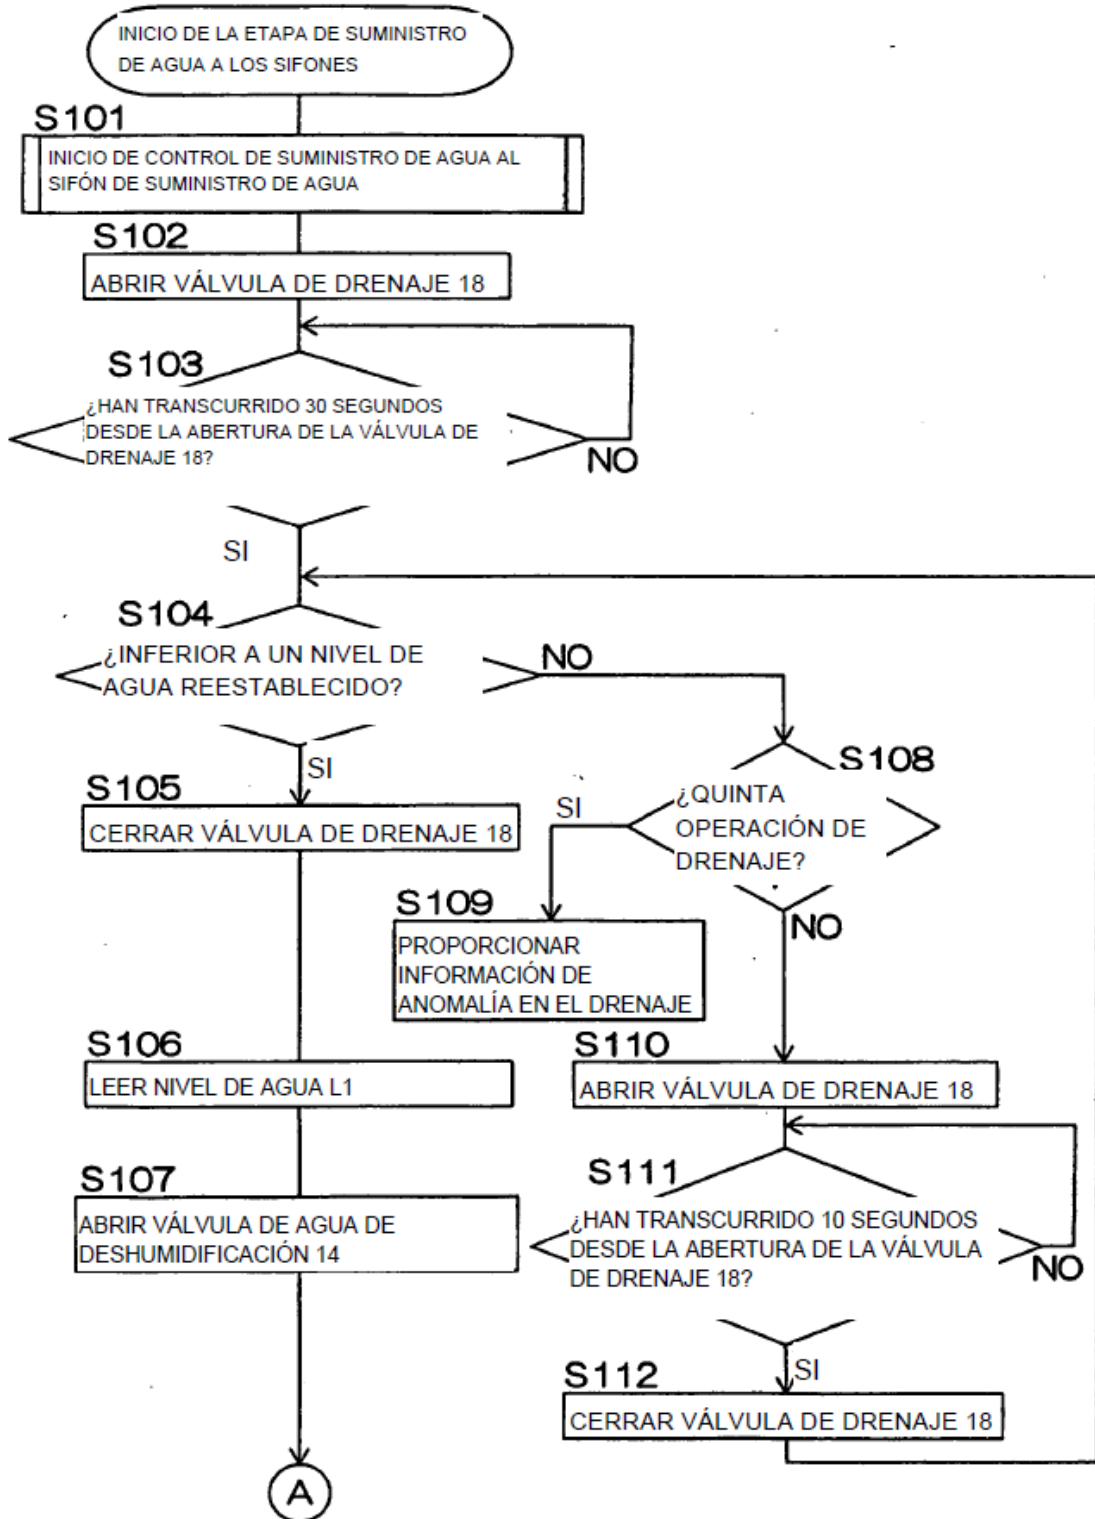 INICIO DE LA ETAPA DE SUMINISTRO
DE AGUA A LOS SIFONES
S101
INICIO DE CONTROL DE SUMINISTRO DE AGUA AL
SIFÓN DE SUMINISTRO DE AGUA
S102
ABRIR VÁLVULA DE DRENAJE 18
S103
¿HAN TRANSCURRIDO 30 SEGUNDOS
DESDE LA ABERTURA DE LA VÁLVULA DE
DRENAJE 18?
NO
SI
S104
¿INFERIOR A UN NIVEL DE
AGUA REESTABLECIDO?
NO
SI
S105
CERRAR VÁLVULA DE DRENAJE 18
S108
¿QUINTA
OPERACIÓN DE
DRENAJE?
SI
NO
S109
PROPORCIONAR
INFORMACIÓN DE
ANOMALÍA EN EL DRENAJE
S106
LEER NIVEL DE AGUA L1
S110
ABRIR VÁLVULA DE DRENAJE 18
S107
ABRIR VÁLVULA DE AGUA DE
DESHUMIDIFICACIÓN 14
S111
¿HAN TRANSCURRIDO 10 SEGUNDOS
DESDE LA ABERTURA DE LA VÁLVULA
DE DRENAJE 18?
NO
SI
S112
CERRAR VÁLVULA DE DRENAJE 18
A